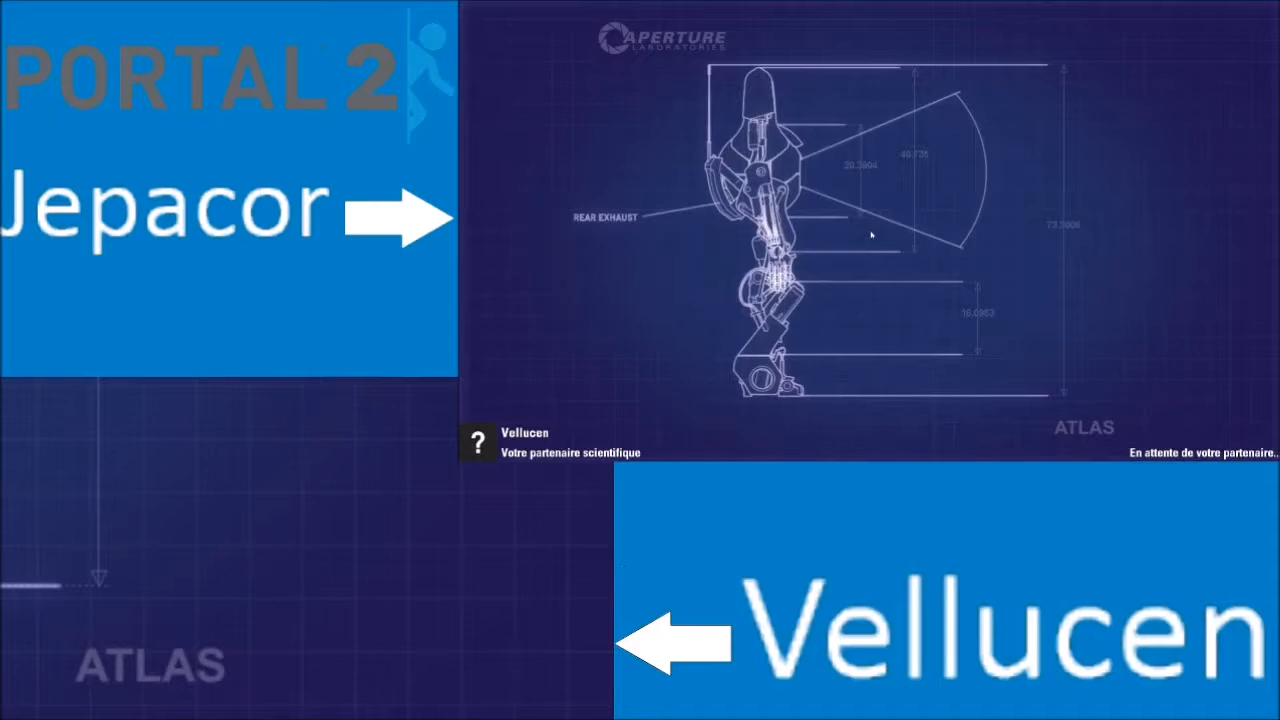 PORTAL 2
Jepacor
APERTURE
LABORATORIES
REAR EXHAUST
ATLAS
Vellucen
Votre partenaire scientifique
En attente de votre partenaire..
ATLAS
Vellucen